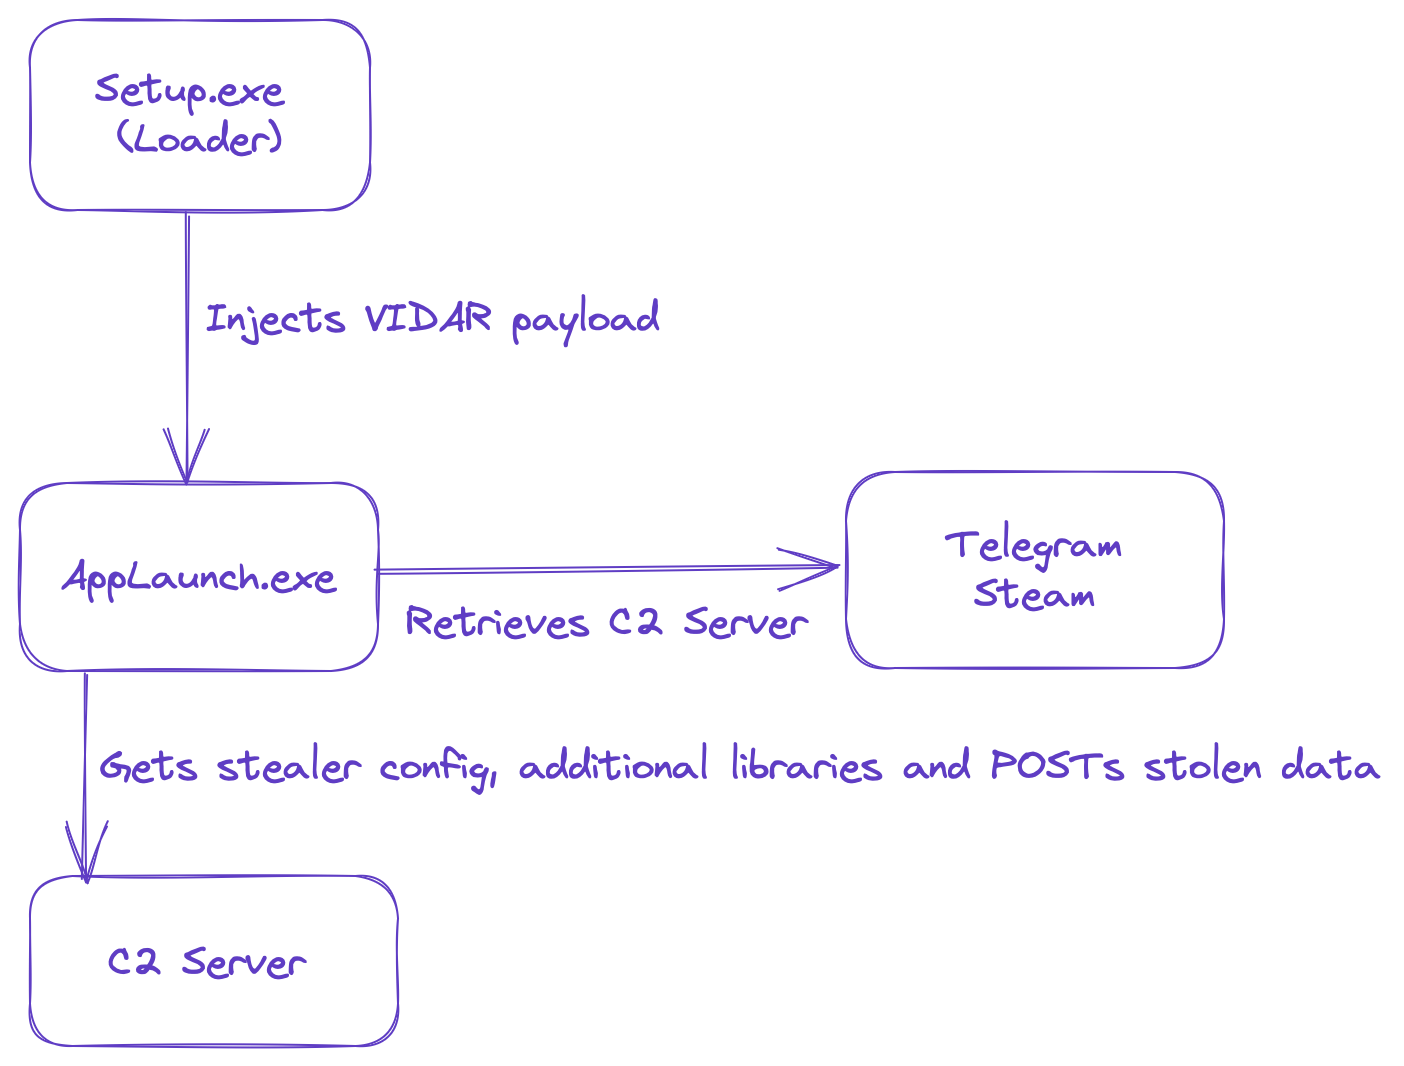 Setup.exe
(Loader)
Injects VIDAR payload
AppLaunch.exe
Retrieves C2 Server
Telegram
Steam
Gets stealer config, additional libraries and POSTs stolen data
C2 Server